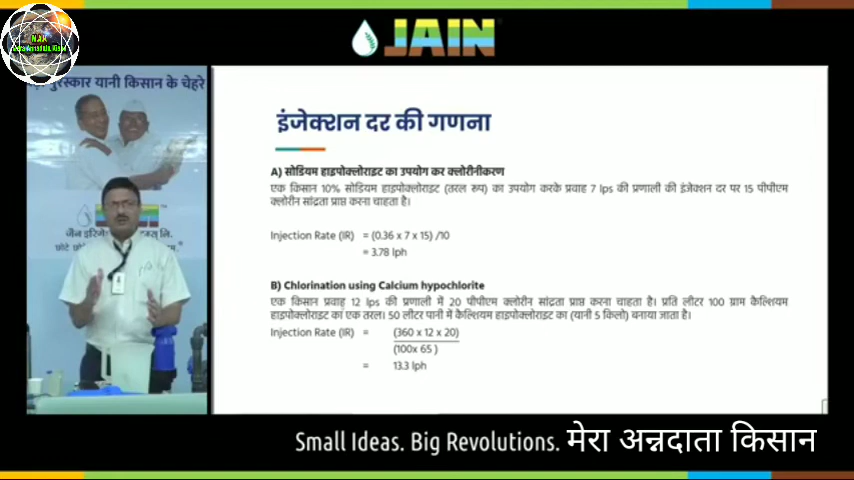 JAIN
पुरस्कार यानी किसान के चेहरे
इंजेक्शन दर की गणना
A) सोडियम हाइपोक्लोराइट का उपयोग कर क्लोरीनीकरण
एक किसान 10% सोडियम हाइपोक्लोराइट (तरल रूप) का उपयोग करके प्रवाह 7 lps की प्रणाली की इंजेक्शन दर पर 15 पीपीएम
क्लोरीन सांद्रता प्राप्त करना चाहता है।
Injection Rate (IR) = (0.36 x 7 x 15) /10
= 3.78 lph
B) Chlorination using Calcium hypochlorite
एक किसान प्रवाह 12 lps की प्रणाली में 20 पीपीएम क्लोरीन सांद्रता प्राप्त करना चाहता है। प्रति लीटर 100 ग्राम कैल्शियम
हाइपोक्लोराइट का एक तरल। 50 लीटर पानी में कैल्शियम हाइपोक्लोराइट का (यानी 5 किलो) बनाया जाता है।
Injection Rate (IR) = (360 x 12 x 20)
(100x 65 )
= 13.3 lph
Small Ideas. Big Revolutions. मेरा अन्नदाता किसान